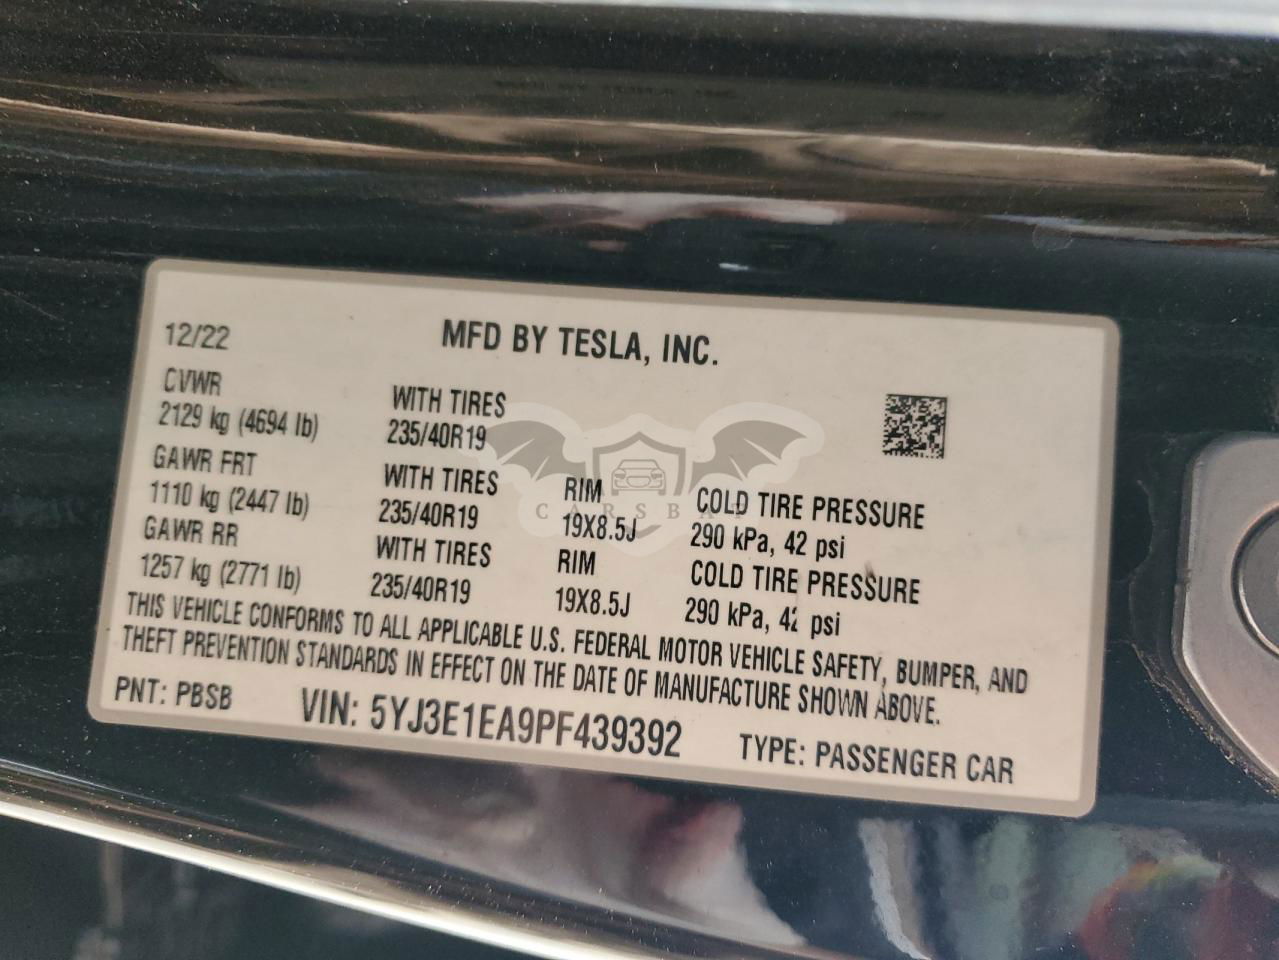 12/22 MFD BY TESLA, INC.
GVWR
2129 kg (4694 lb) WITH TIRES 235/40R19
GAWR FRT
1110 kg (2447 lb) WITH TIRES 235/40R19 RIM 19X8.5J COLD TIRE PRESSURE 290 kPa, 42 psi
GAWR RR
1257 kg (2771 lb) WITH TIRES 235/40R19 RIM 19X8.5J COLD TIRE PRESSURE 290 kPa, 42 psi
THIS VEHICLE CONFORMS TO ALL APPLICABLE U.S. FEDERAL MOTOR VEHICLE SAFETY, BUMPER, AND
THEFT PREVENTION STANDARDS IN EFFECT ON THE DATE OF MANUFACTURE SHOWN ABOVE.
PNT: PBSB VIN: 5YJ3E1EA9PF439392 TYPE: PASSENGER CAR